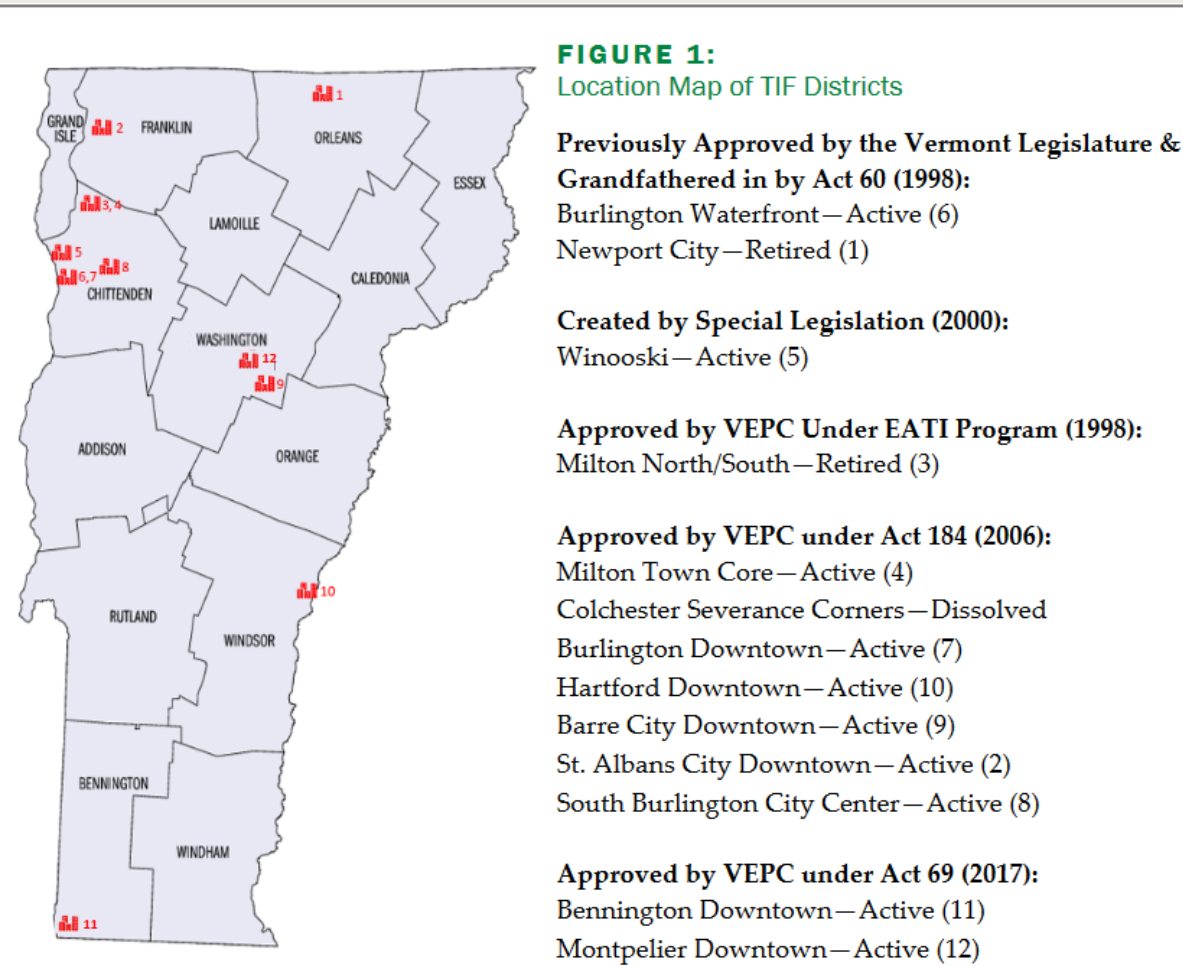 FIGURE 1:
Location Map of TIF Districts
Previously Approved by the Vermont Legislature &
Grandfathered in by Act 60 (1998):
Burlington Waterfront—Active (6)
Newport City—Retired (1)
Created by Special Legislation (2000):
Winooski—Active (5)
Approved by VEPC Under EATI Program (1998):
Milton North/South—Retired (3)
Approved by VEPC under Act 184 (2006):
Milton Town Core—Active (4)
Colchester Severance Corners—Dissolved
Burlington Downtown—Active (7)
Hartford Downtown—Active (10)
Barre City Downtown—Active (9)
St. Albans City Downtown—Active (2)
South Burlington City Center—Active (8)
Approved by VEPC under Act 69 (2017):
Bennington Downtown—Active (11)
Montpelier Downtown—Active (12)
1
GRAND
ISLE
2
FRANKLIN
ORLEANS
ESSEX
3,4
LAMOILLE
5
8
6,7
CHITTENDEN
CALEDONIA
WASHINGTON
12
9
ADDISON
ORANGE
10
RUTLAND
WINDSOR
BENNINGTON
WINDHAM
11